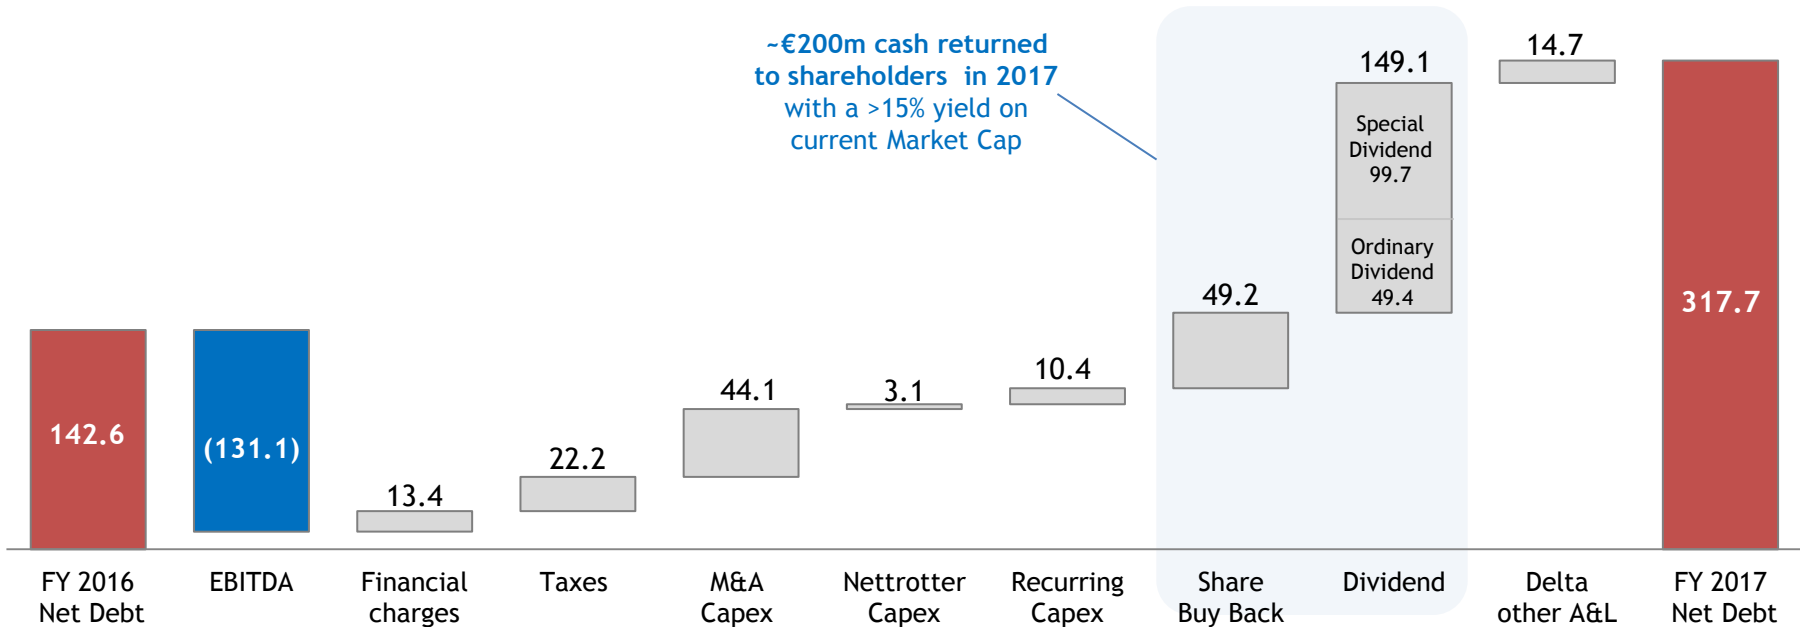 ~€200m cash returned
to shareholders in 2017
with a >15% yield on
current Market Cap
142.6
(131.1)
13.4
22.2
44.1
3.1
10.4
49.2
149.1
Special
Dividend
99.7
Ordinary
Dividend
49.4
14.7
317.7
FY 2016
Net Debt
EBITDA
Financial
charges
Taxes
M&A
Capex
Nettrotter
Capex
Recurring
Capex
Share
Buy Back
Dividend
Delta
other A&L
FY 2017
Net Debt